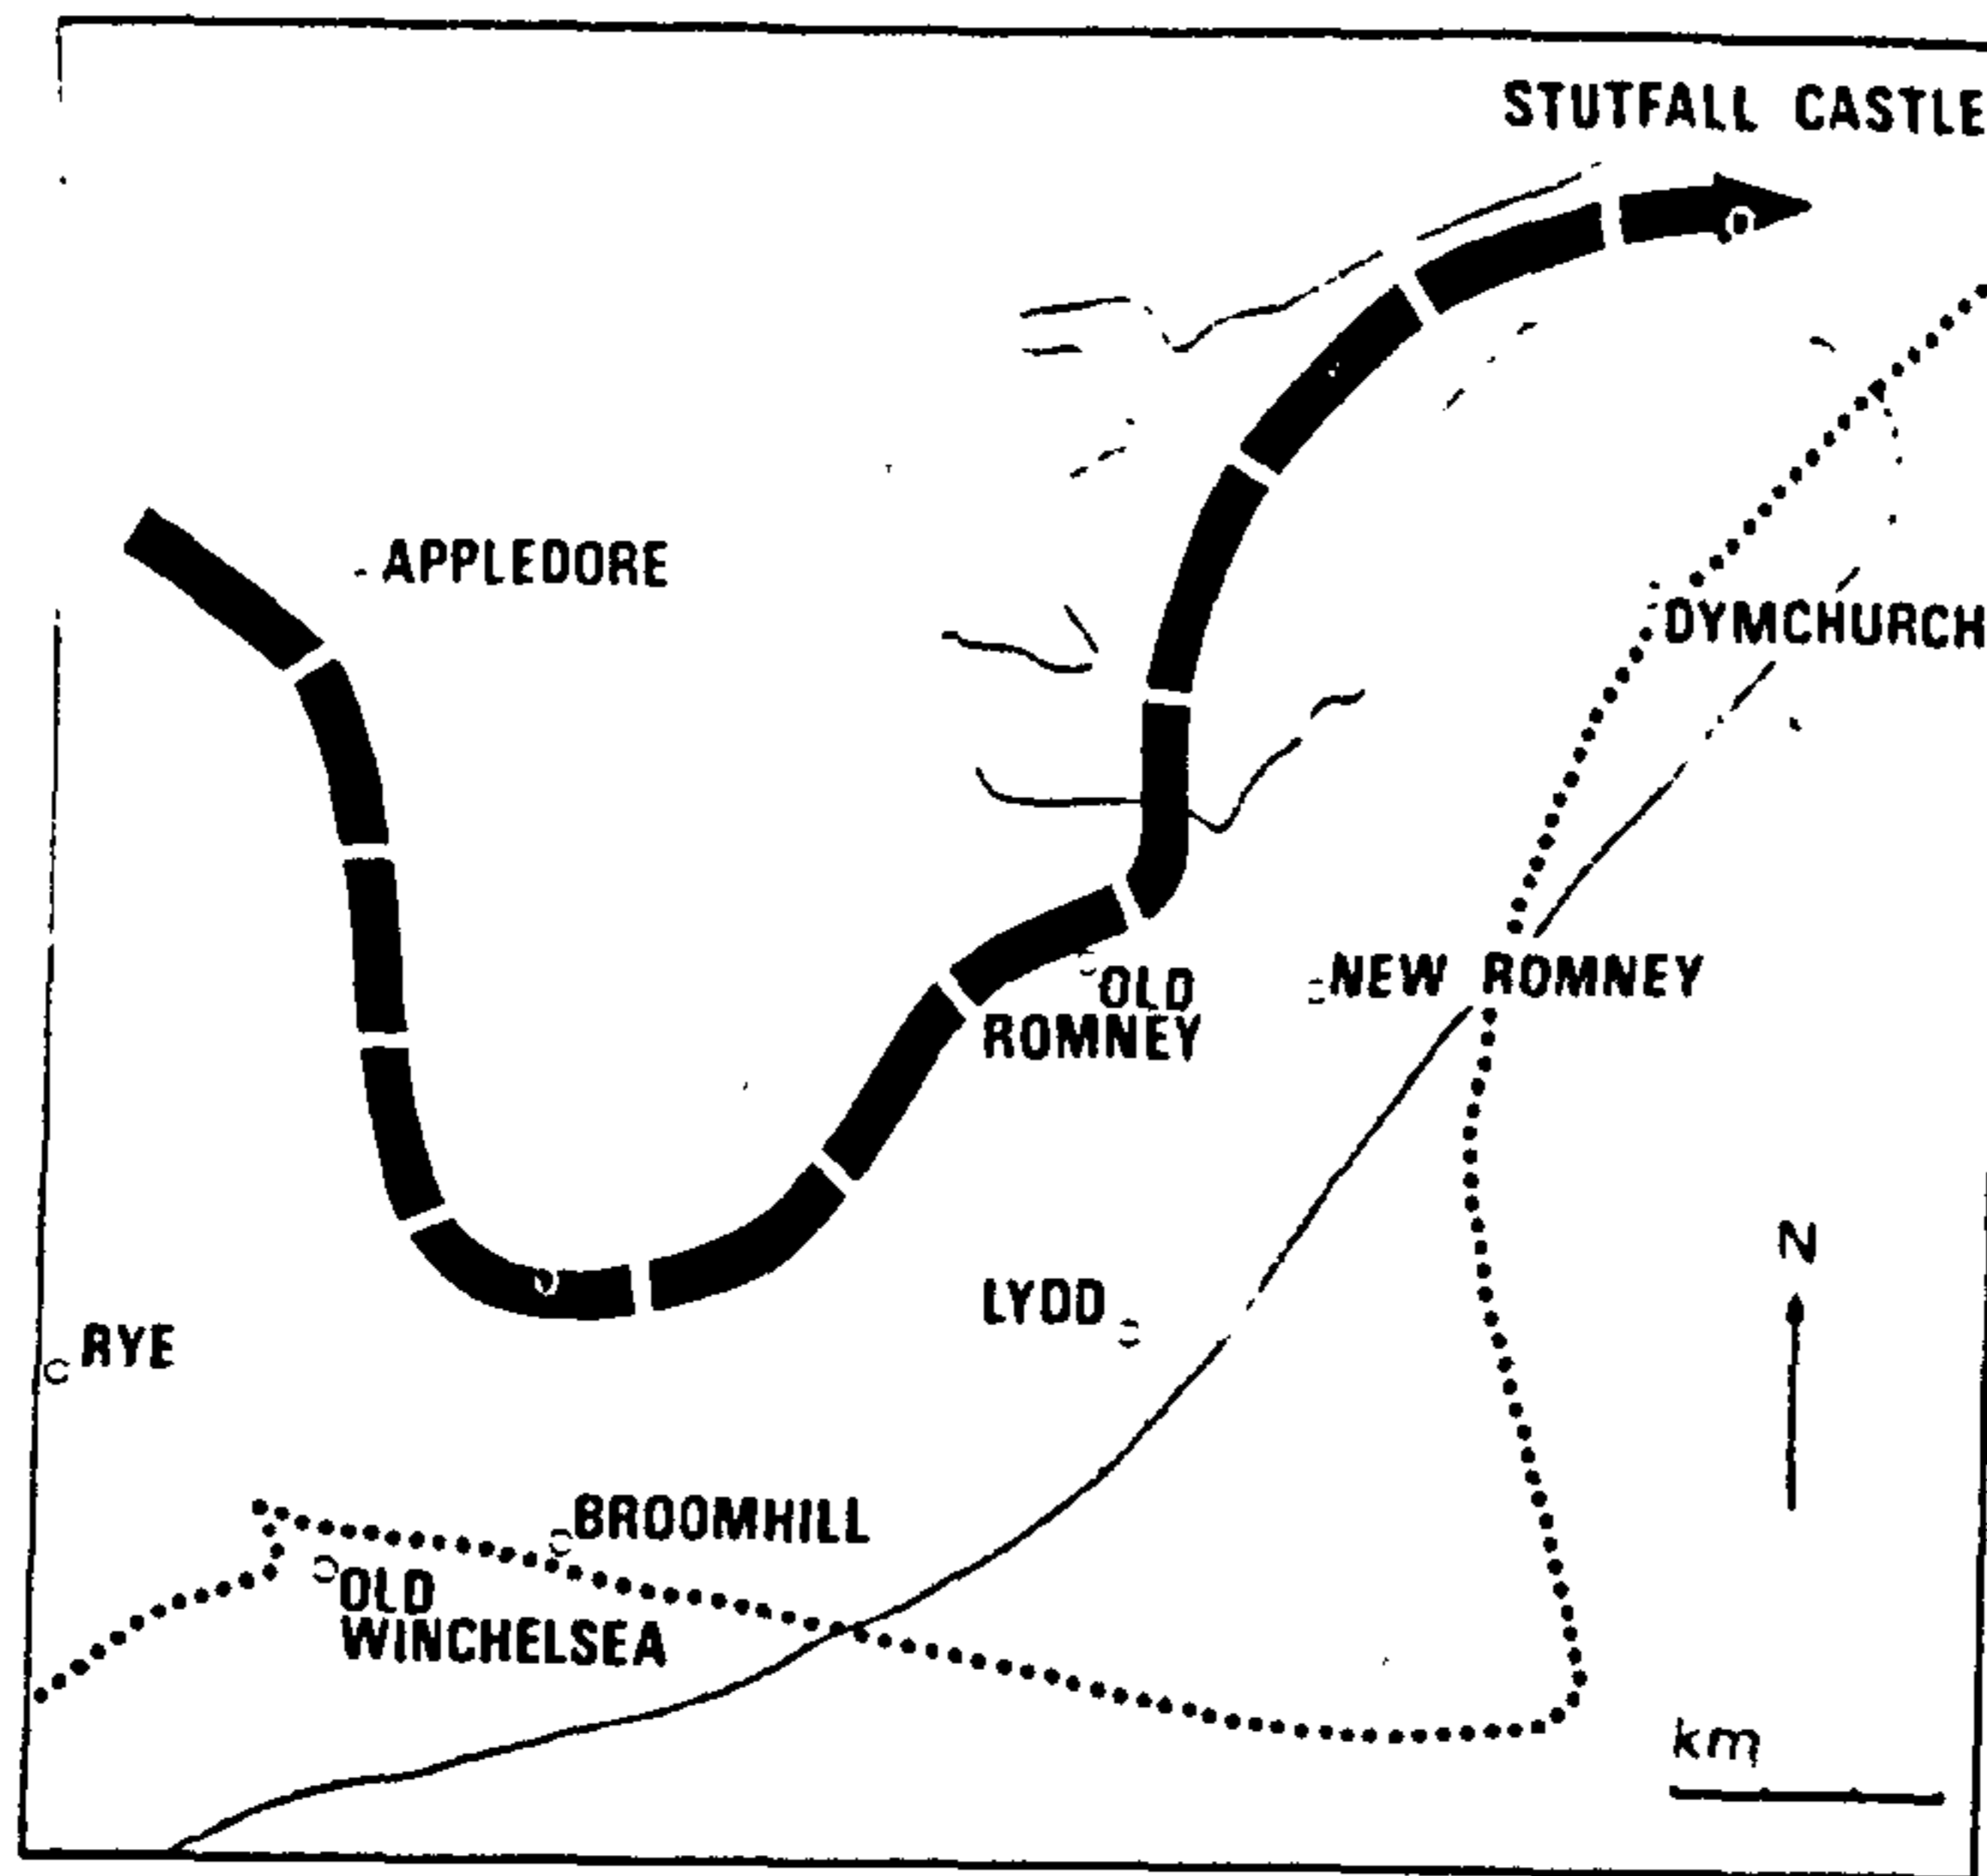 STUTFALL CASTLE
APPLEDORE
DYMCHURCH
NEW ROMNEY
OLD
ROMNEY
N
LYDD
RYE
BROOMHILL
OLD
WINCHELSEA
km